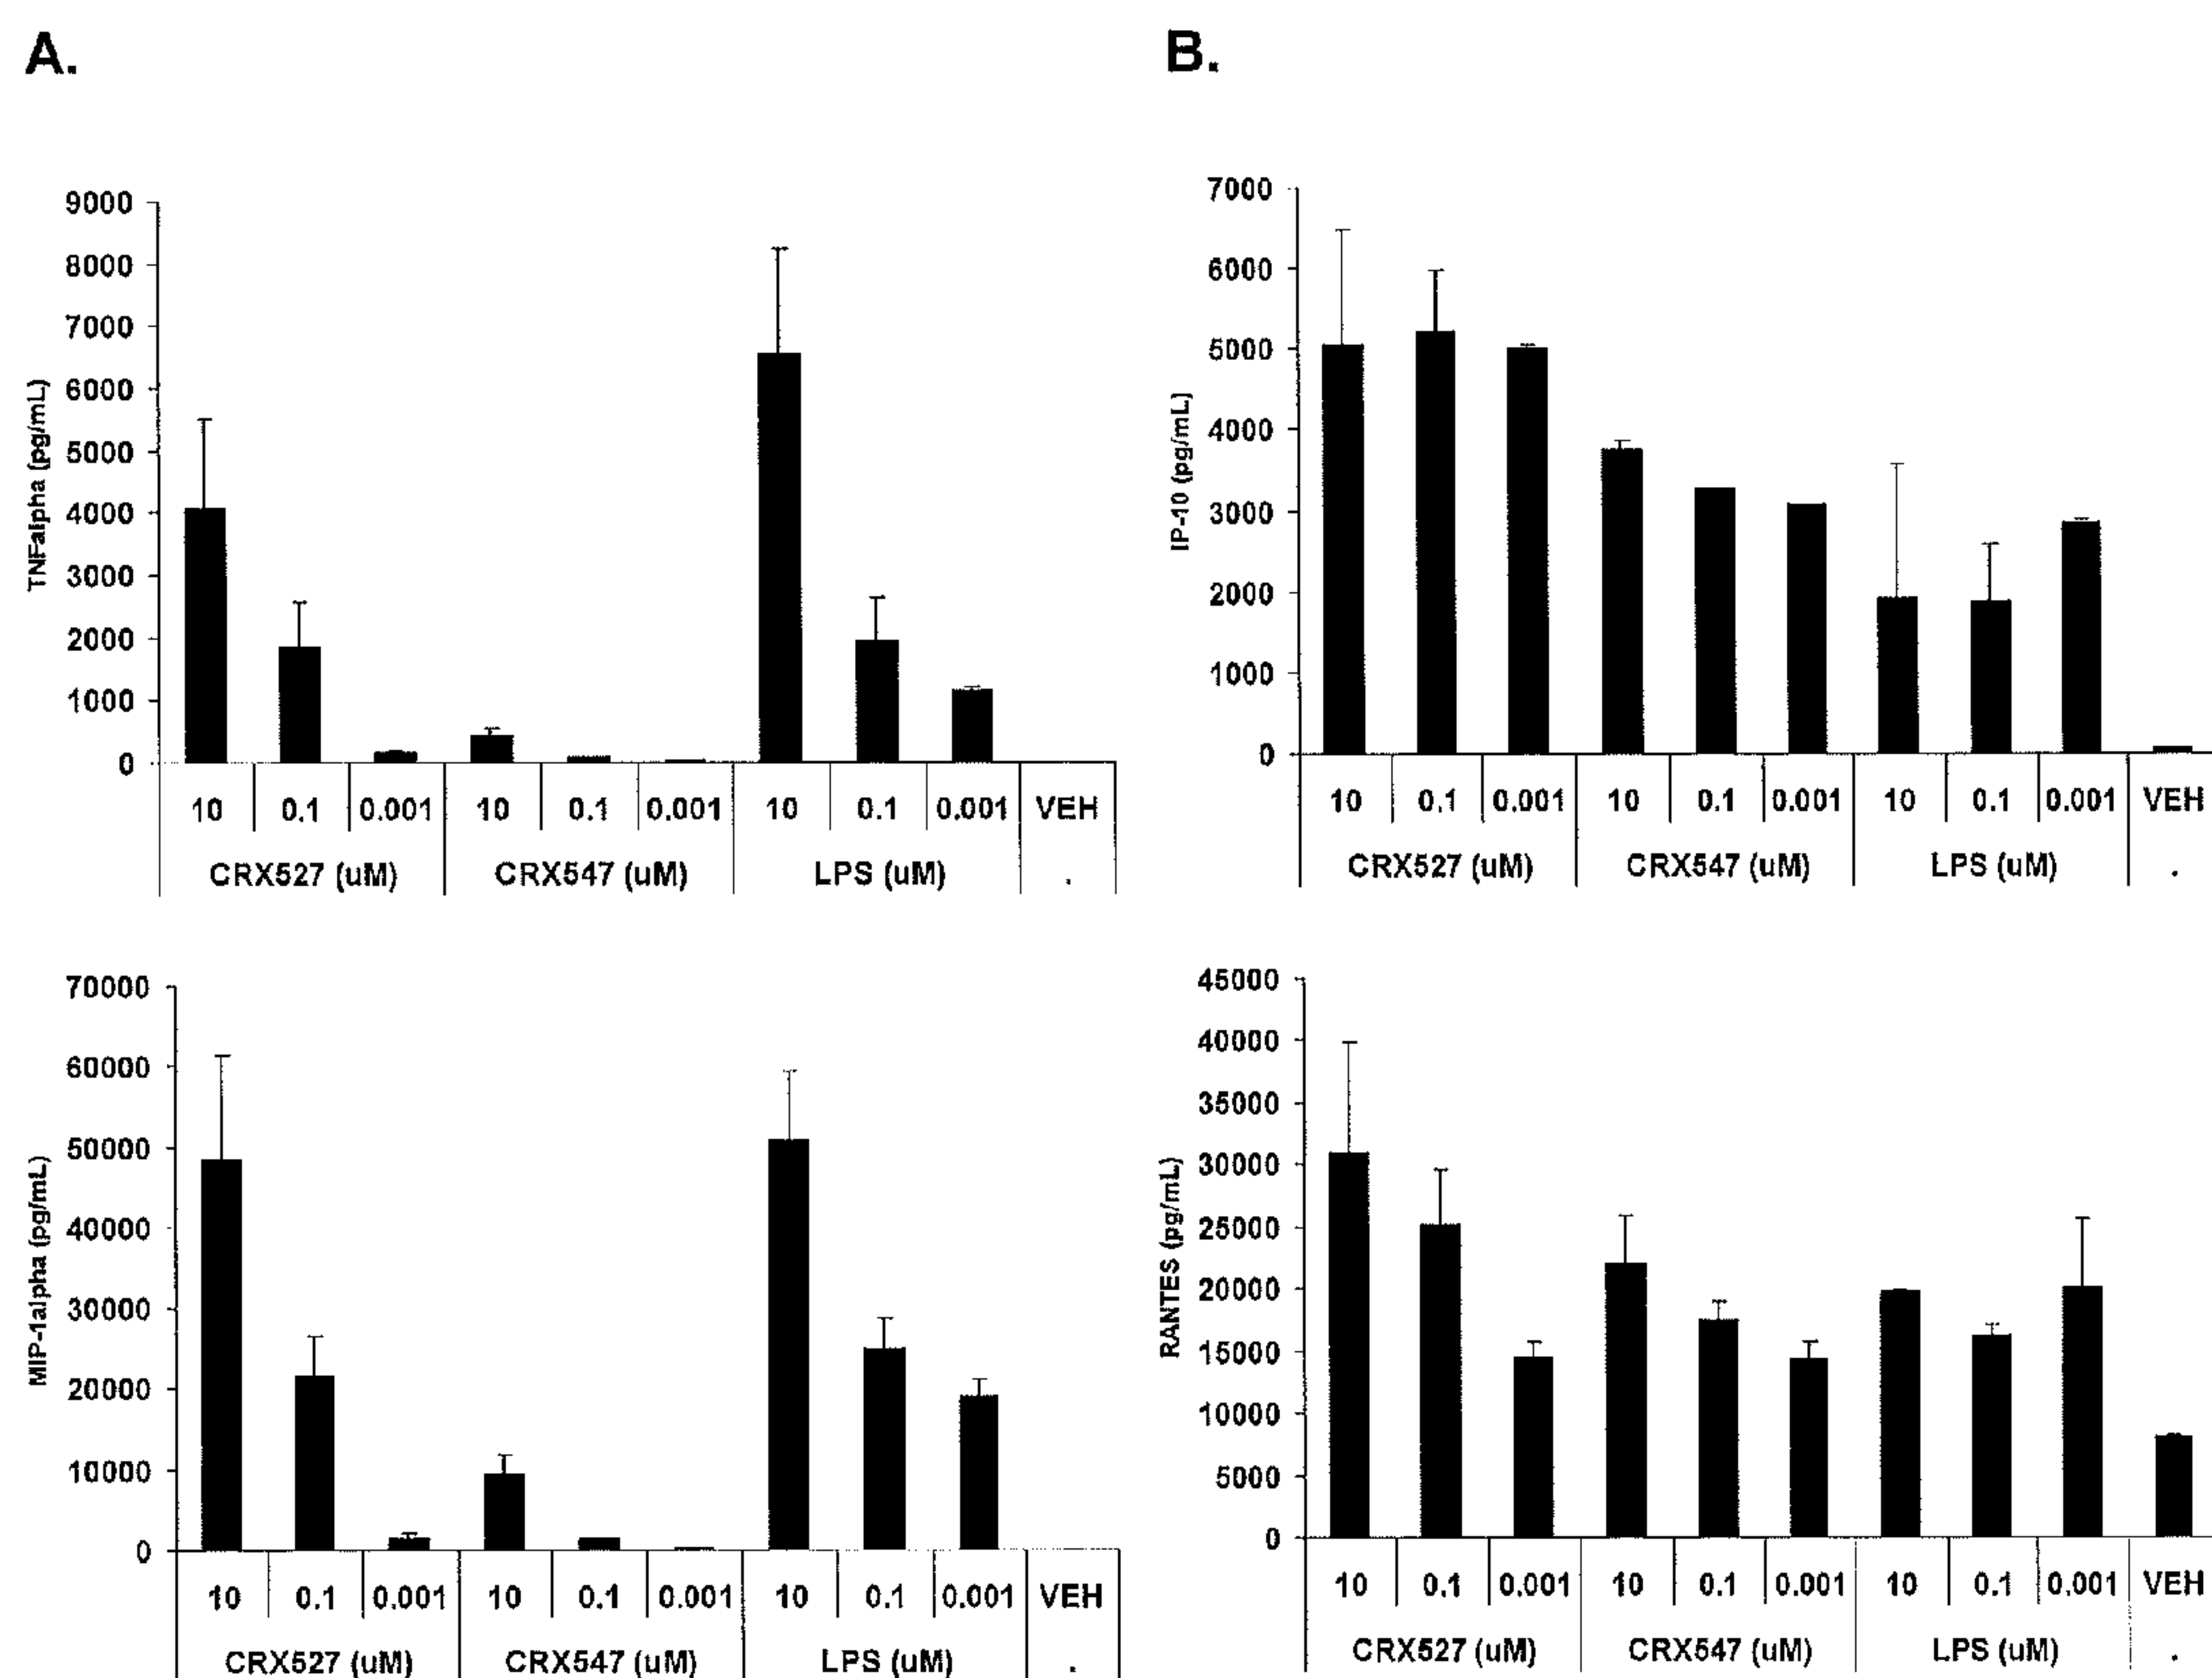 A.
B.
TNFalpha (pg/mL)
9000
8000
7000
6000
5000
4000
3000
2000
1000
0
10 0.1 0.001 10 0.1 0.001 10 0.1 0.001 VEH
CRX527 (uM) CRX547 (uM) LPS (uM) .
IP-10 (pg/mL)
7000
6000
5000
4000
3000
2000
1000
0
10 0.1 0.001 10 0.1 0.001 10 0.1 0.001 VEH
CRX527 (uM) CRX547 (uM) LPS (uM) .
MIP-1alpha (pg/mL)
70000
60000
50000
40000
30000
20000
10000
0
10 0.1 0.001 10 0.1 0.001 10 0.1 0.001 VEH
CRX527 (uM) CRX547 (uM) LPS (uM) .
RANTES (pg/mL)
45000
40000
35000
30000
25000
20000
15000
10000
5000
0
10 0.1 0.001 10 0.1 0.001 10 0.1 0.001 VEH
CRX527 (uM) CRX547 (uM) LPS (uM) .